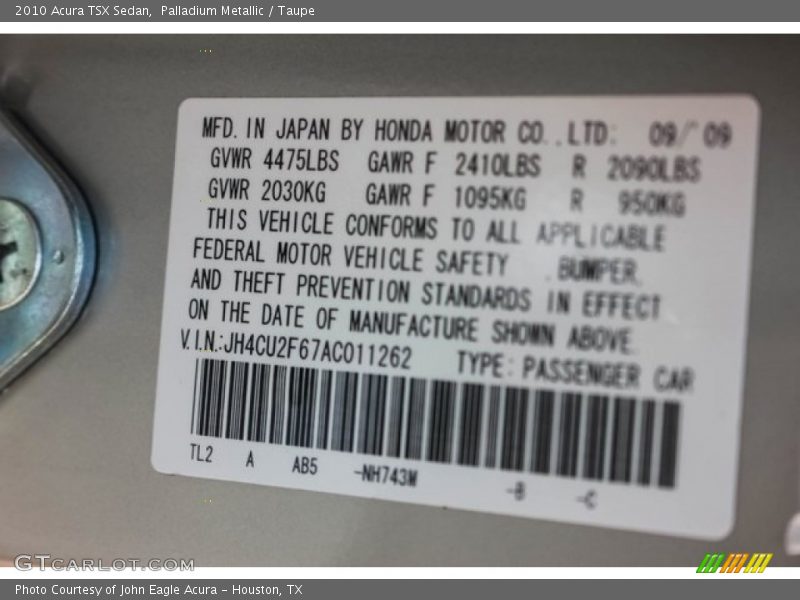 2010 Acura TSX Sedan, Palladium Metallic / Taupe
MFD. IN JAPAN BY HONDA MOTOR CO., LTD. 09/ 09
GVWR 4475LBS GAWR F 2410LBS R 2090LBS
GVWR 2030KG GAWR F 1095KG R 950KG
THIS VEHICLE CONFORMS TO ALL APPLICABLE
FEDERAL MOTOR VEHICLE SAFETY , BUMPER,
AND THEFT PREVENTION STANDARDS IN EFFECT
ON THE DATE OF MANUFACTURE SHOWN ABOVE.
V.I.N.:JH4CU2F67AC011262 TYPE: PASSENGER CAR
TL2 A AB5 -NH743M -B -C
GTCARLOT.COM
Photo Courtesy of John Eagle Acura - Houston, TX